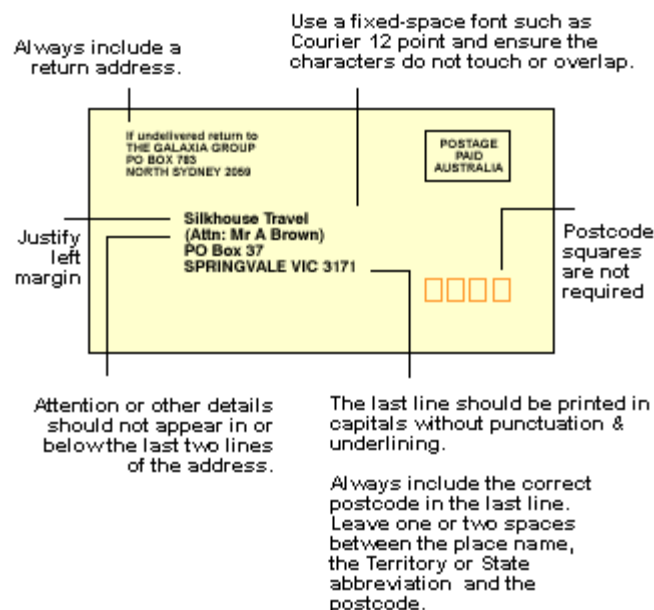 Always include a
return address.
Use a fixed-space font such as
Courier 12 point and ensure the
characters do not touch or overlap.
If undelivered return to
THE GALAXIA GROUP
PO BOX 783
NORTH SYDNEY 2059
POSTAGE
PAID
AUSTRALIA
Justify
left
margin
Silkhouse Travel
(Attn: Mr A Brown)
PO Box 37
SPRINGVALE VIC 3171
Postcode
squares
are not
required
Attention or other details
should not appear in or
below the last two lines
of the address.
The last line should be printed in
capitals without punctuation &
underlining.
Always include the correct
postcode in the last line.
Leave one or two spaces
between the place name,
the Territory or State
abbreviation and the
postcode.